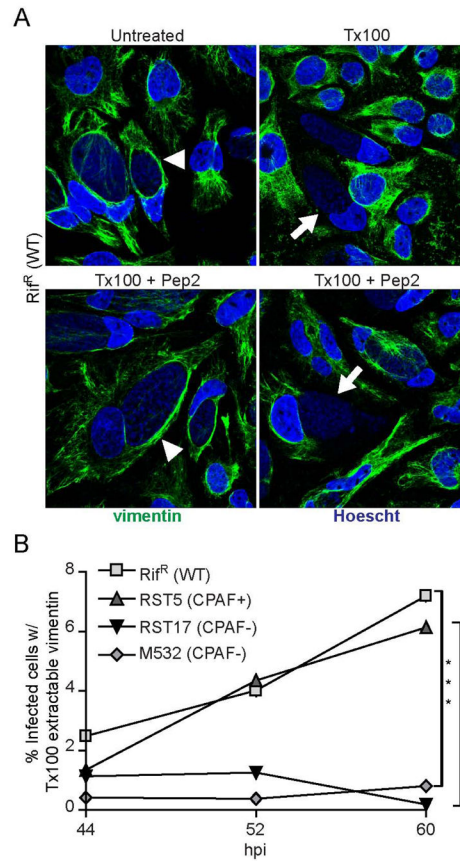 A
Untreated
Tx100
Rif^R (WT)
Tx100 + Pep2
Tx100 + Pep2
vimentin
Hoescht
B
Rif^R (WT)
RST5 (CPAF+)
RST17 (CPAF-)
M532 (CPAF-)
% Infected cells w/
Tx100 extractable vimentin
8
6
4
2
0
44
52
60
hpi
* * *